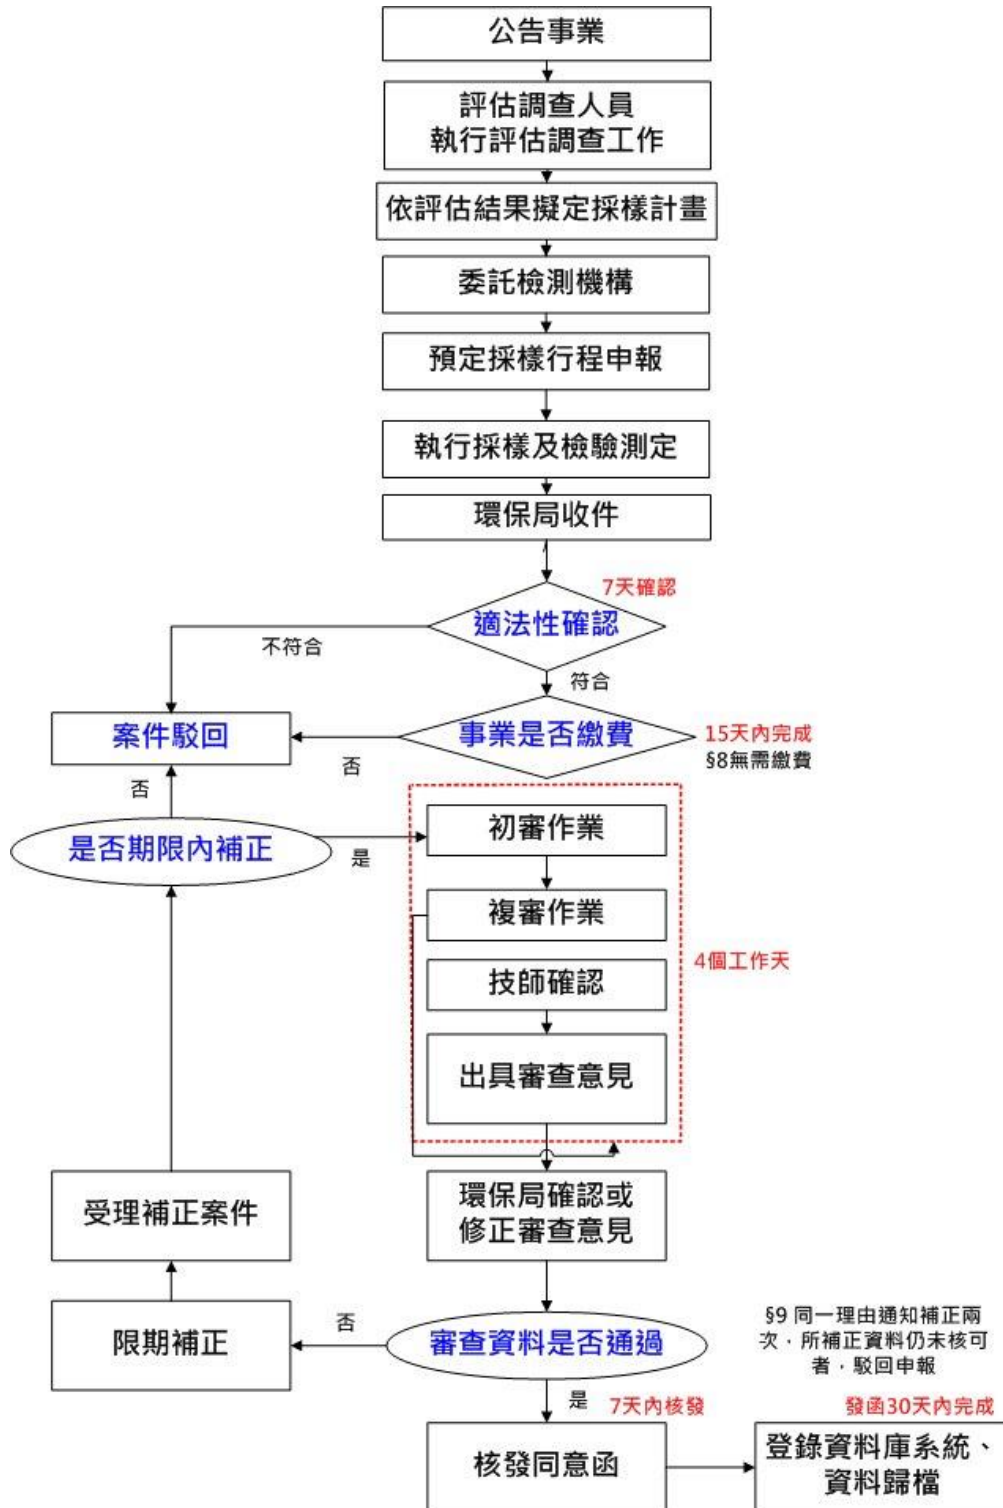 公告事業
評估調查人員
執行評估調查工作
依評估結果擬定採樣計畫
委託檢測機構
預定採樣行程申報
執行採樣及檢驗測定
環保局收件
7天確認
適法性確認
不符合
符合
案件駁回
事業是否繳費
15天內完成
§8無需繳費
否
否
是否期限內補正
是
初審作業
複審作業
4個工作天
技師確認
出具審查意見
受理補正案件
環保局確認或
修正審查意見
限期補正
否
審查資料是否通過
§9 同一理由通知補正兩
次，所補正資料仍未核可
者，駁回申報
是
7天內核發
發函30天內完成
核發同意函
登錄資料庫系統、
資料歸檔